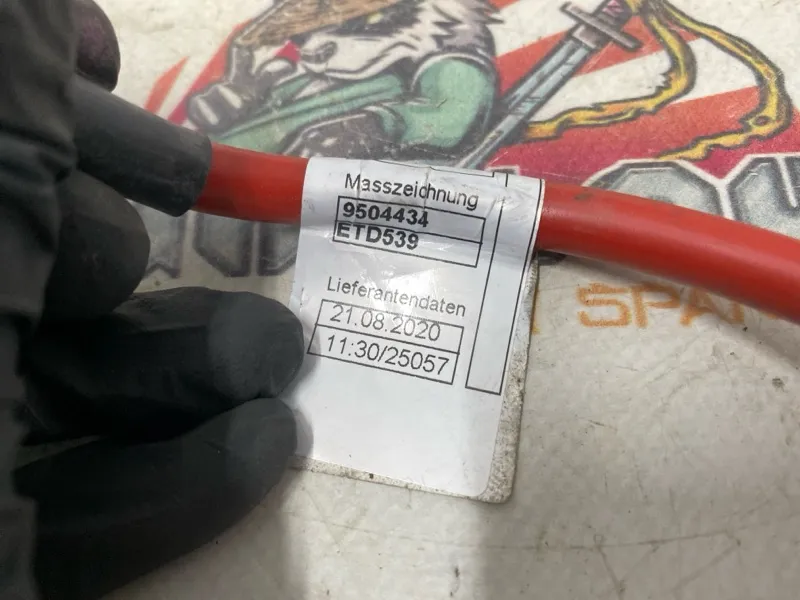 Masszeichnung
9504434
ETD539
Lieferantendaten
21.08.2020
11:30/25057